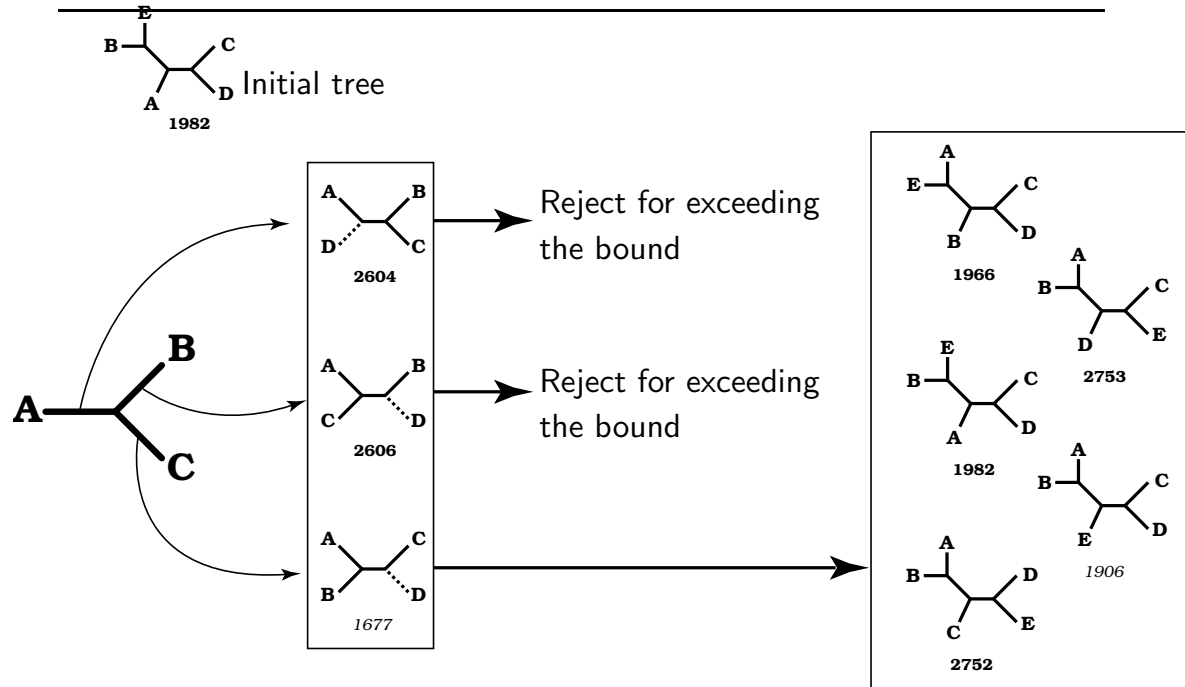 E
B
C
A
D
Initial tree
1982
A
B
D
C
2604
Reject for exceeding
the bound
A
B
C
A
B
C
D
2606
Reject for exceeding
the bound
A
C
B
D
1677
A
E
C
B
D
1966
A
B
C
D
E
2753
E
B
C
A
D
1982
A
B
C
E
D
1906
A
B
D
C
E
2752